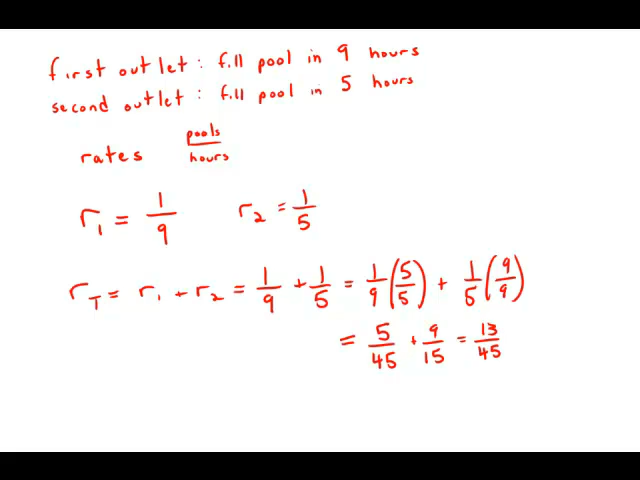 first outlet: fill pool in 9 hours
second outlet: fill pool in 5 hours
rates pools/hours
r₁ = 1/9 r₂ = 1/5
r_T = r₁ + r₂ = 1/9 + 1/5 = 1/9 (5/5) + 1/5 (9/9)
= 5/45 + 9/15 = 13/45